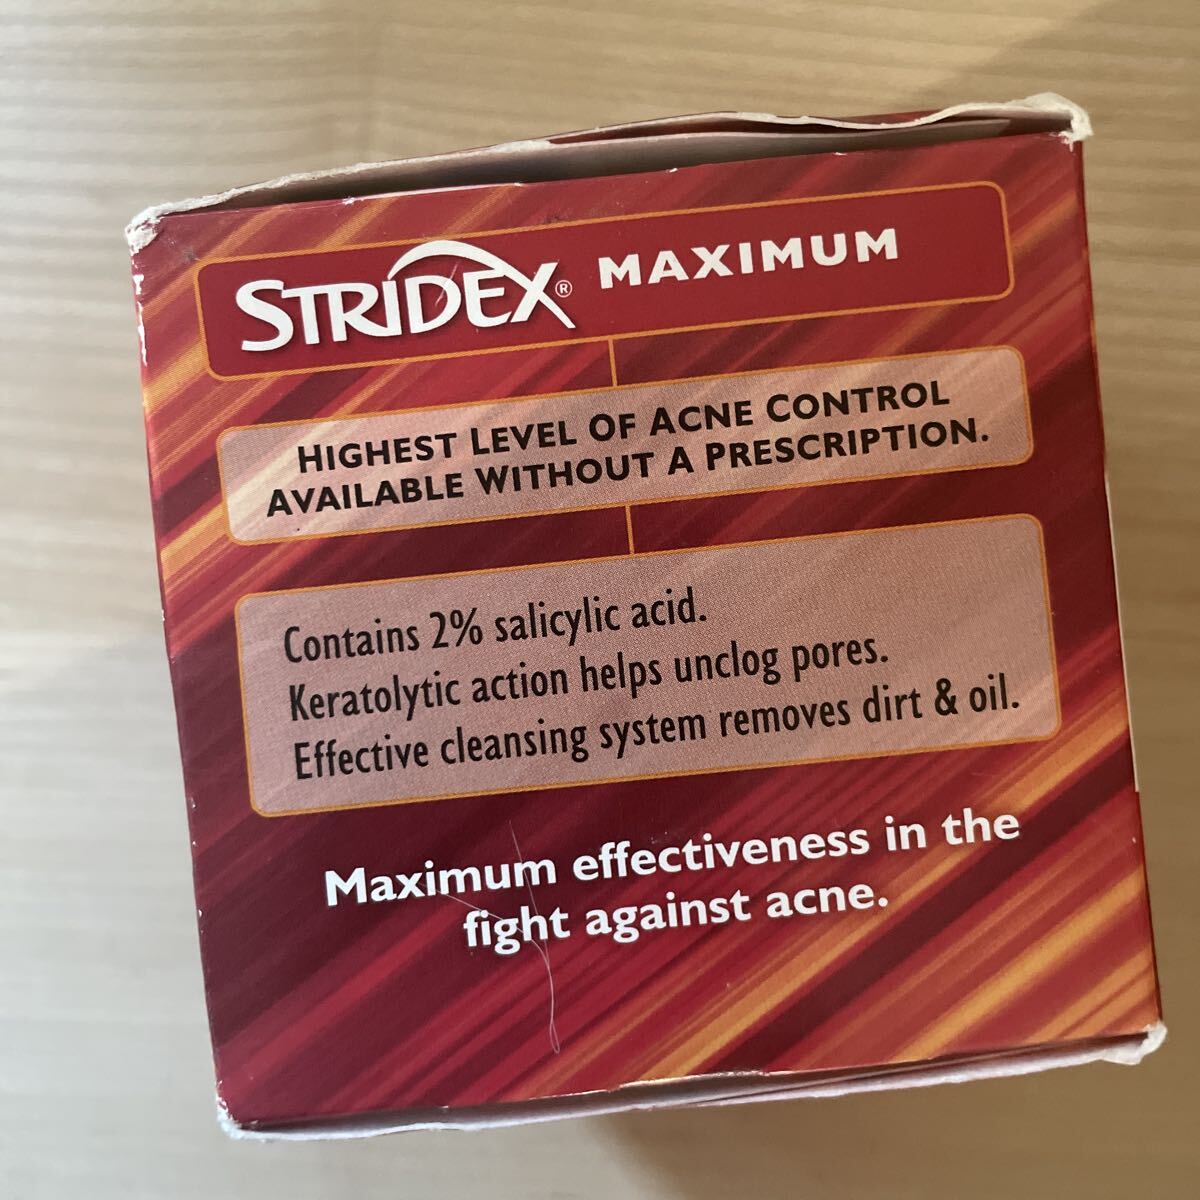 STRIDEX® MAXIMUM
HIGHEST LEVEL OF ACNE CONTROL
AVAILABLE WITHOUT A PRESCRIPTION.
Contains 2% salicylic acid.
Keratolytic action helps unclog pores.
Effective cleansing system removes dirt & oil.
Maximum effectiveness in the
fight against acne.